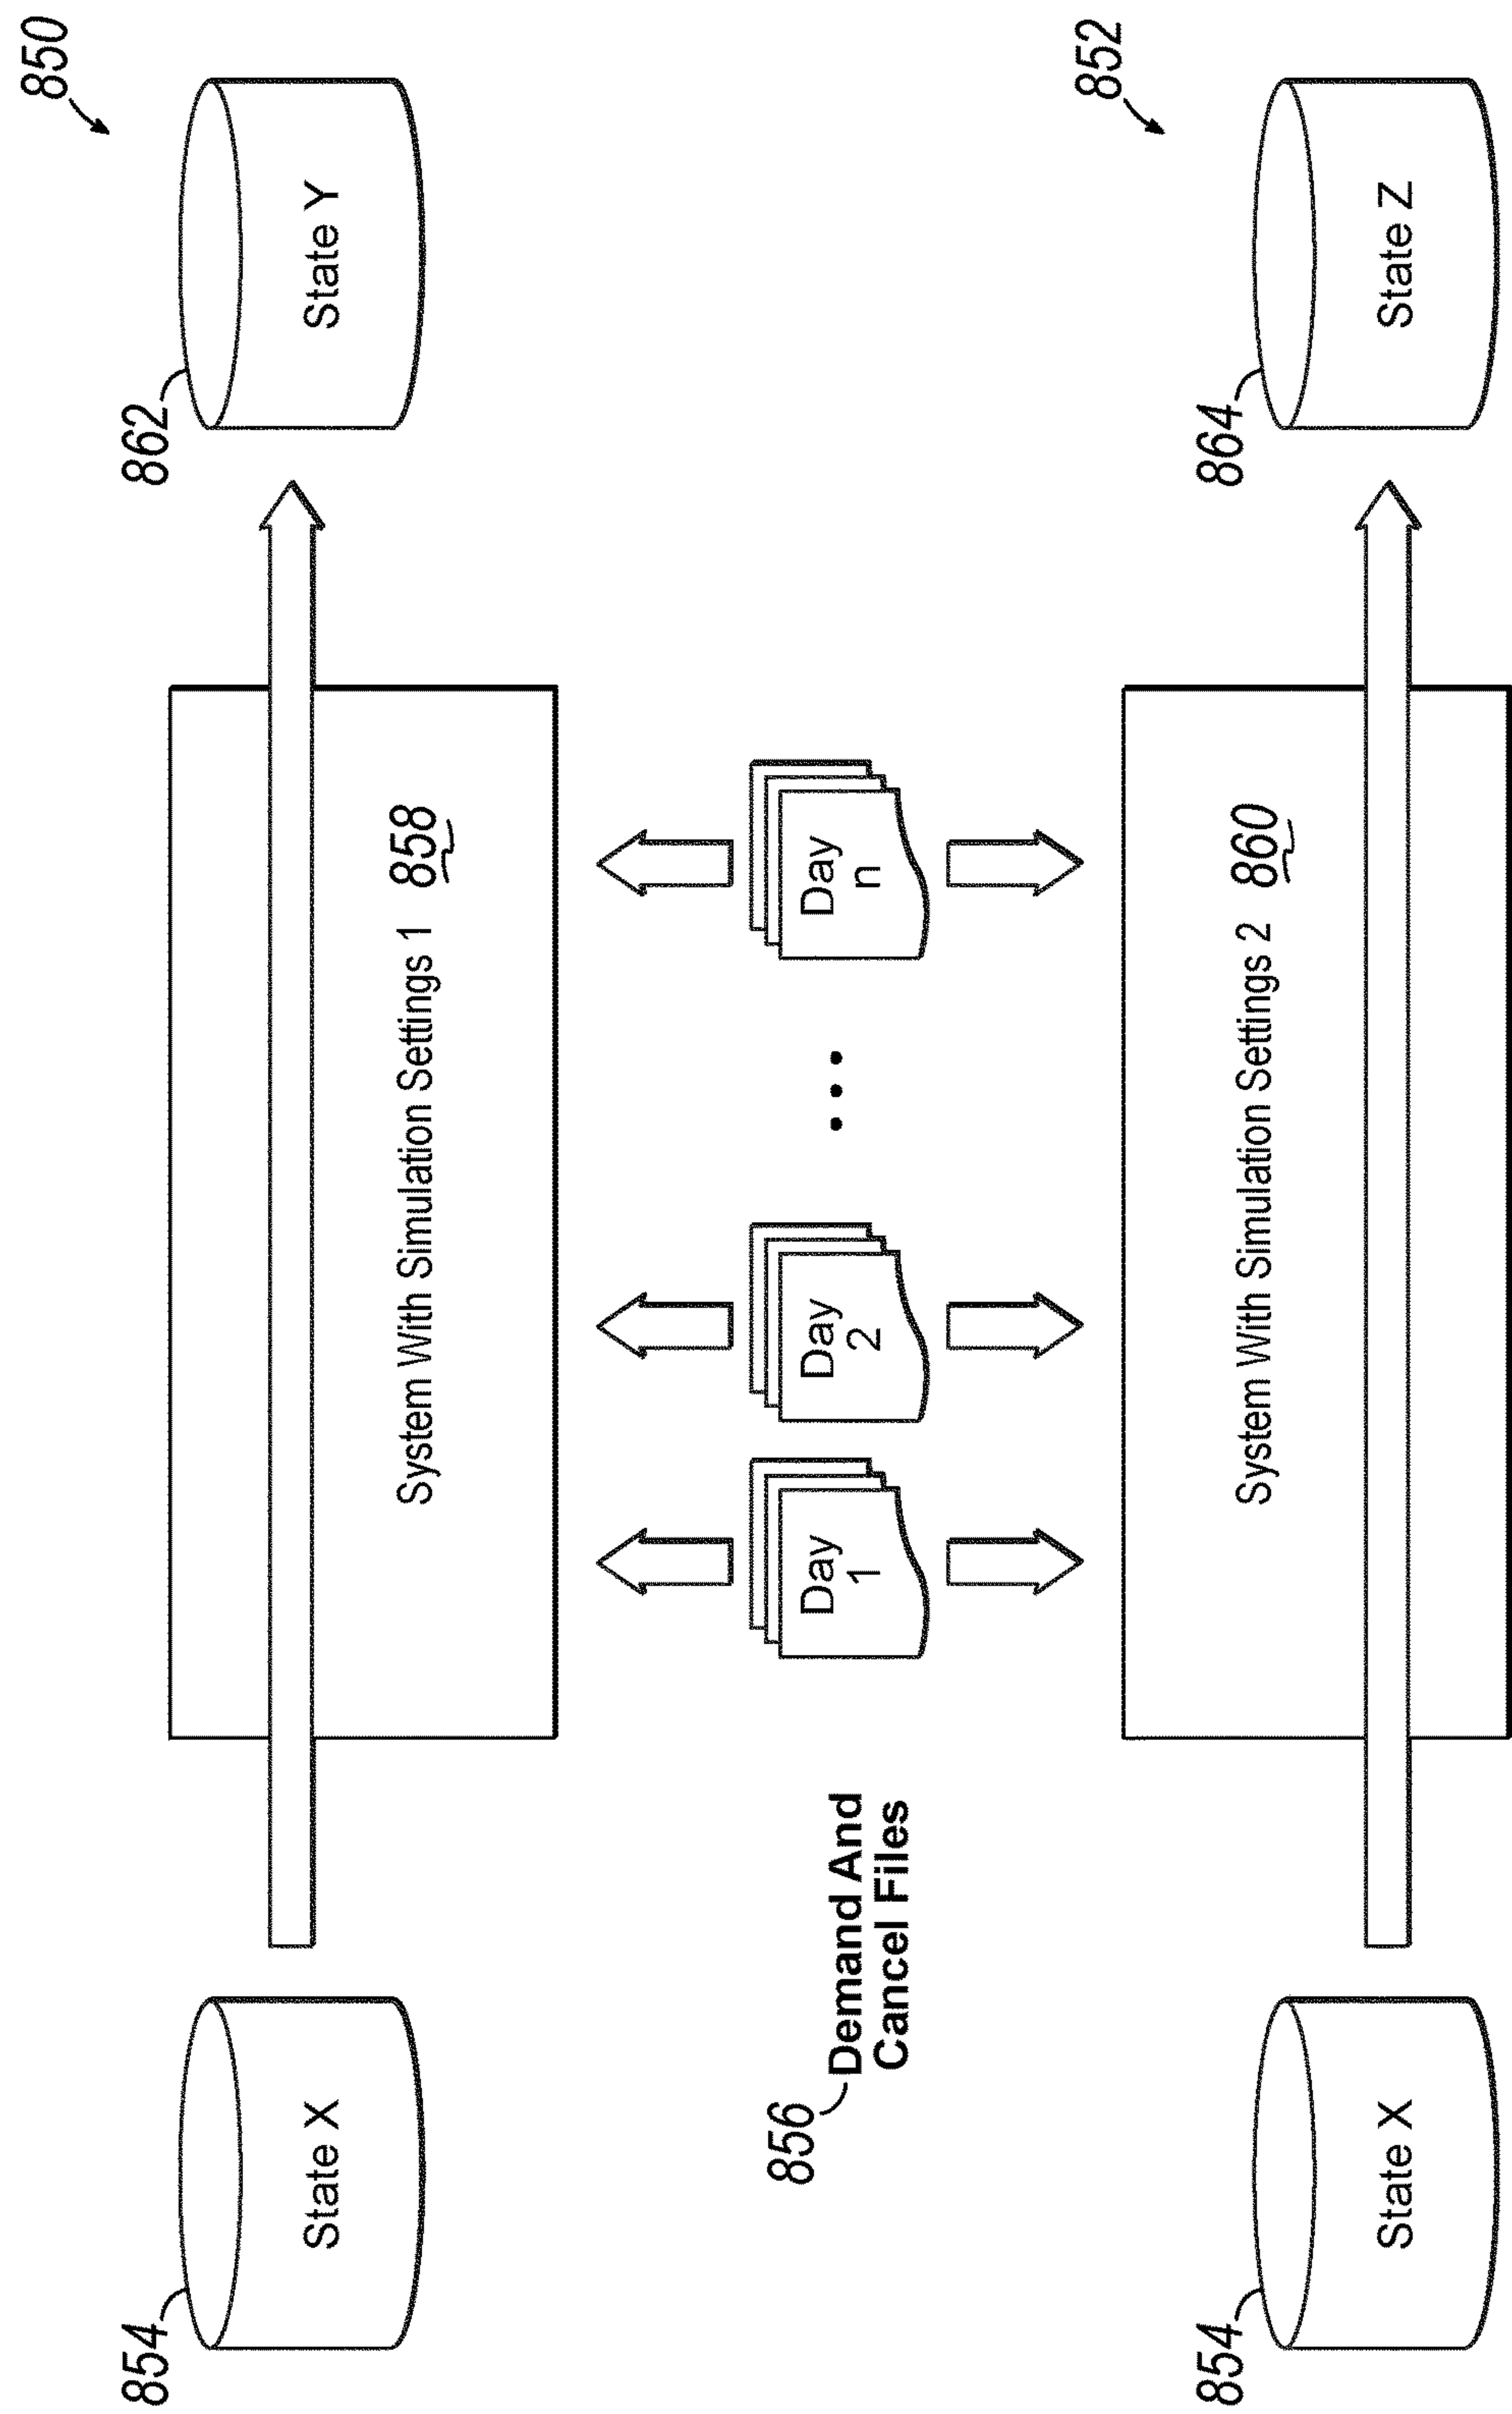 850
854
State X
862
State Y
System With Simulation Settings 1
858
856
Demand And
Cancel Files
Day
1
Day
2
...
Day
n
852
System With Simulation Settings 2
860
854
State X
864
State Z